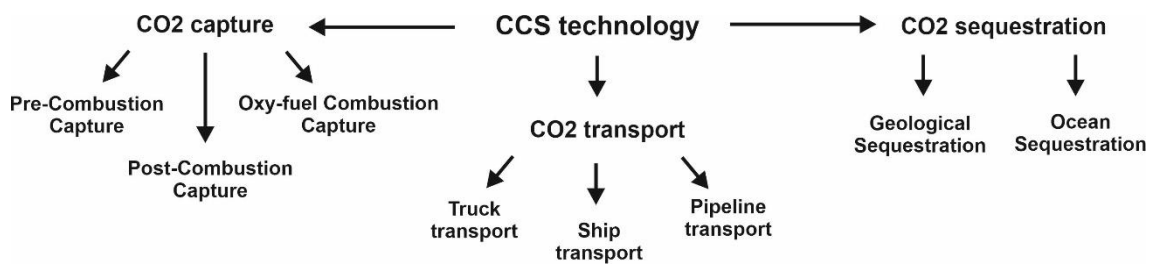 CO2 capture
CCS technology
CO2 sequestration
Pre-Combustion
Capture
Oxy-fuel Combustion
Capture
Post-Combustion
Capture
CO2 transport
Truck
transport
Ship
transport
Pipeline
transport
Geological
Sequestration
Ocean
Sequestration